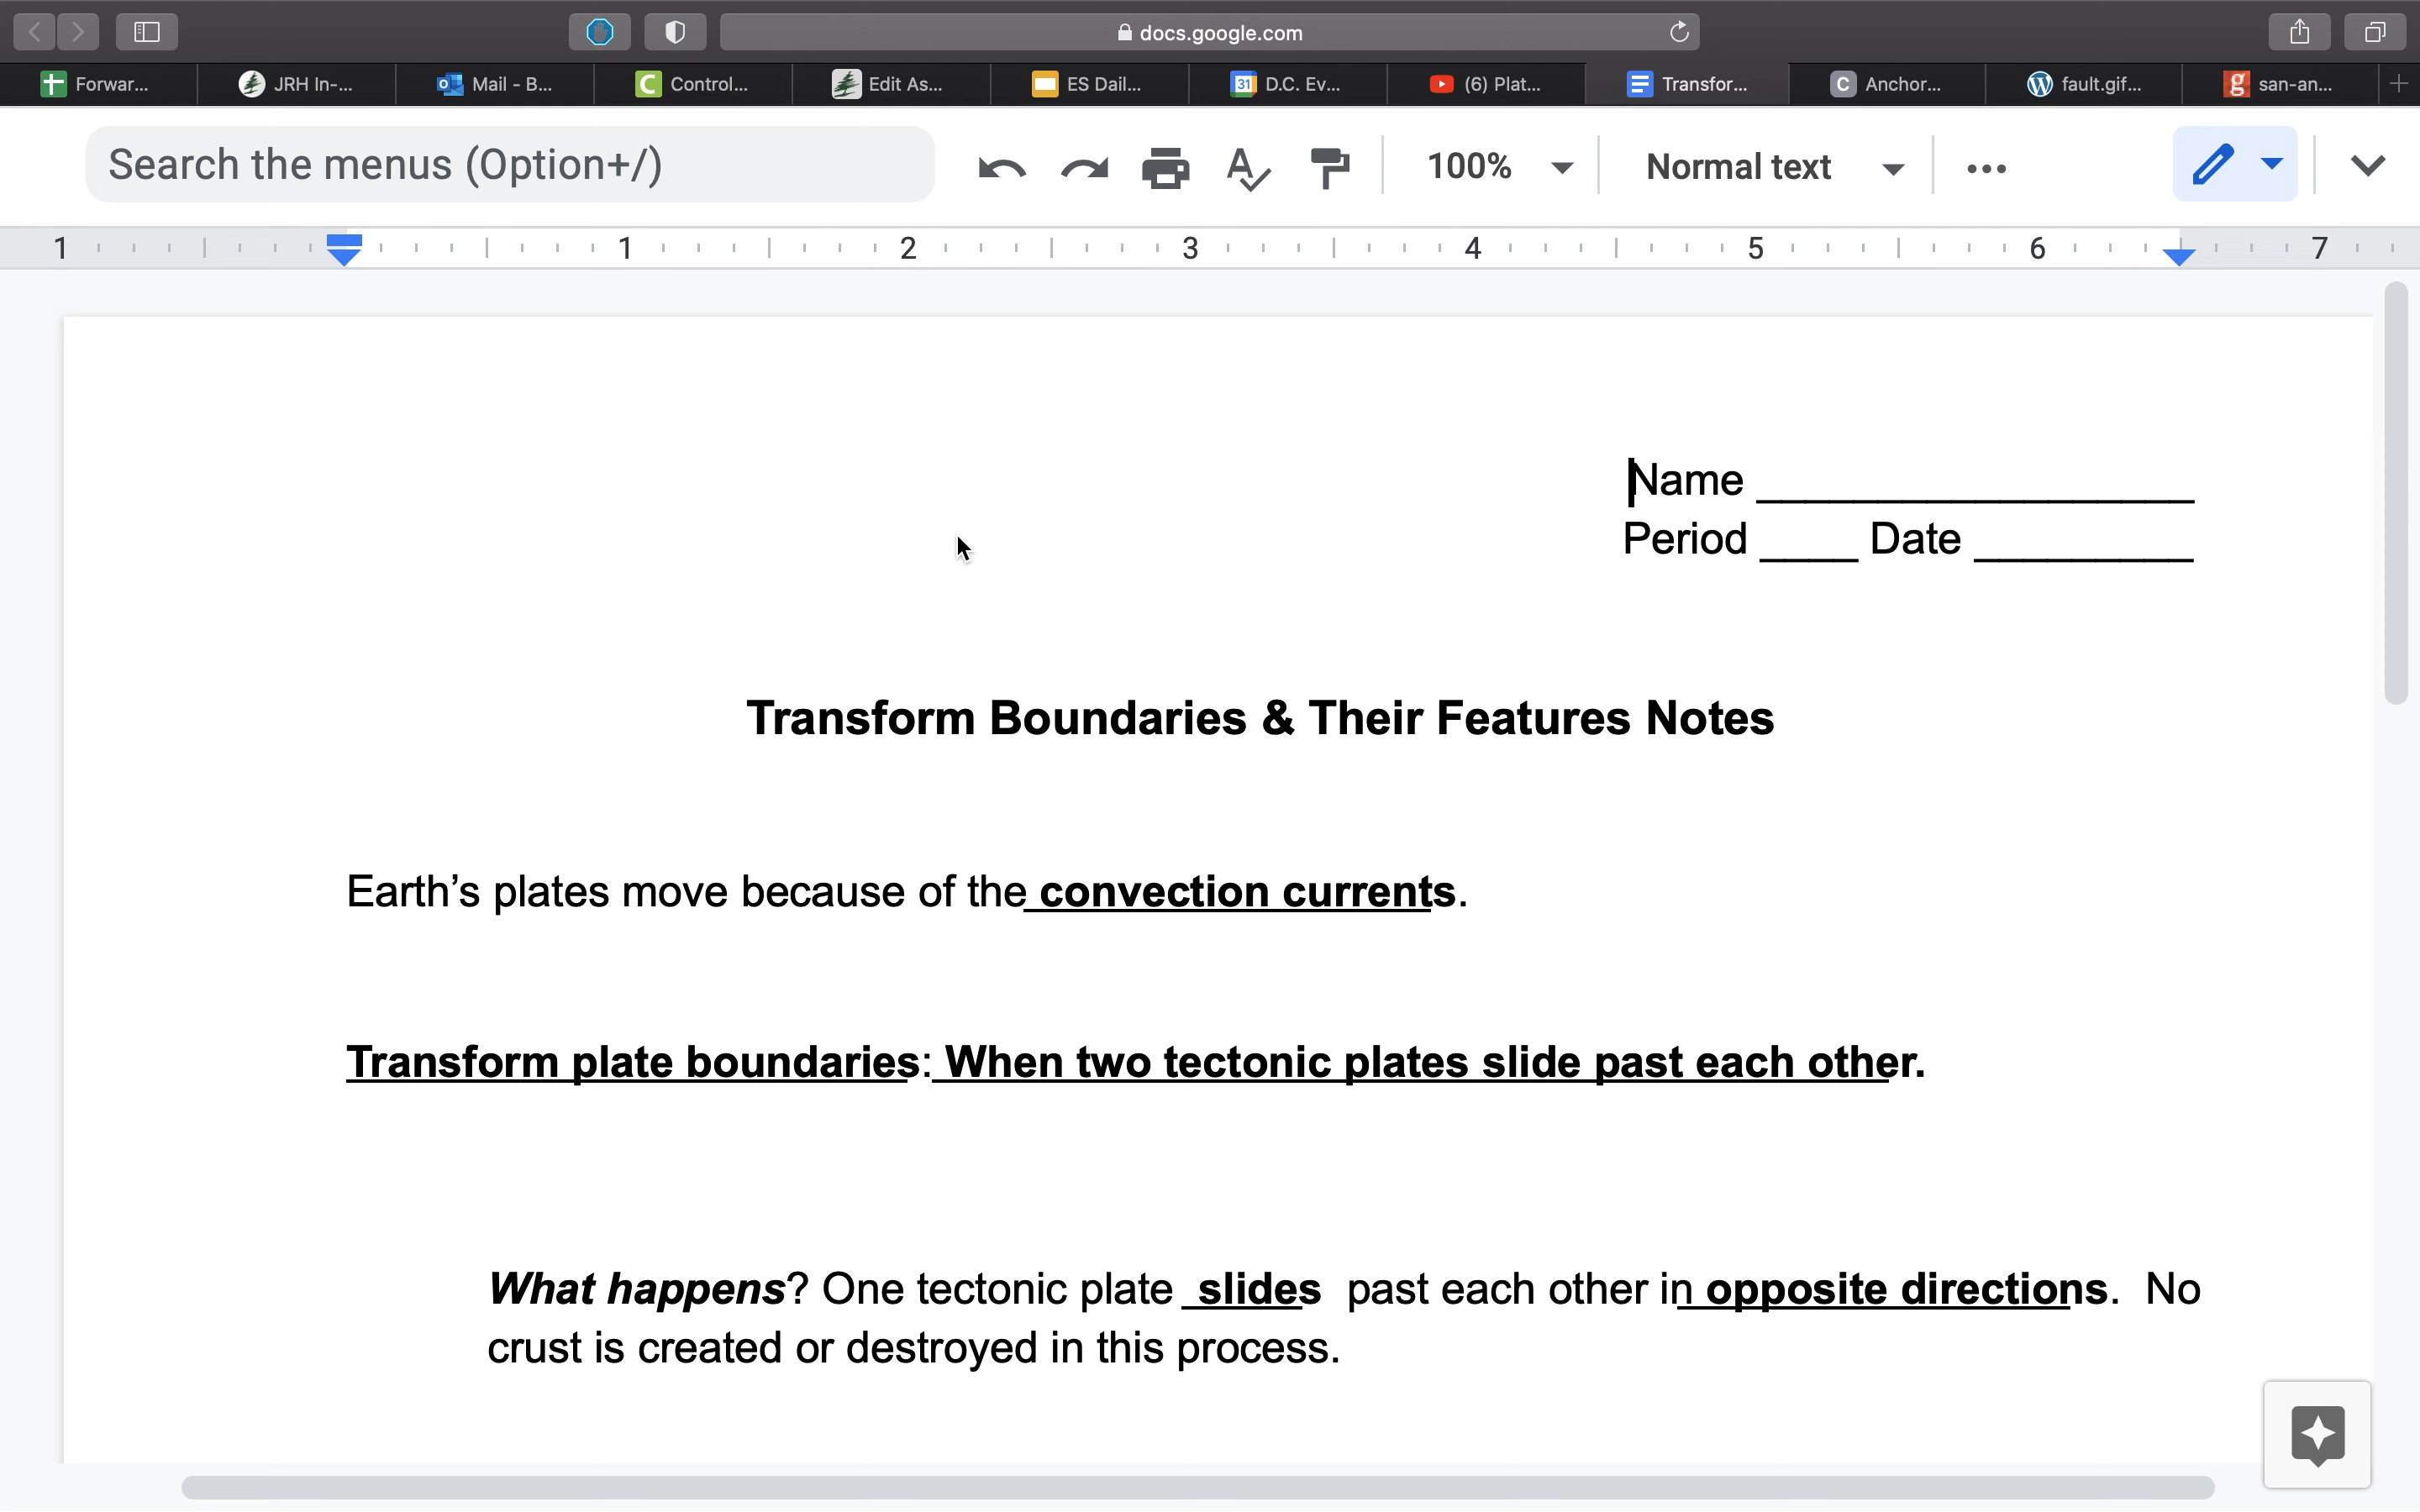 docs.google.com
Forwar... JRH In-... Mail - B... Control... Edit As... ES Dail... 31 D.C. Ev... (6) Plat... Transfor... C Anchor... fault.gif... g san-an...
Search the menus (Option+/) 100% Normal text
1 1 2 3 4 5 6 7
Name ____________________
Period ____ Date _________
Transform Boundaries & Their Features Notes
Earth’s plates move because of the convection currents.
Transform plate boundaries: When two tectonic plates slide past each other.
What happens? One tectonic plate slides past each other in opposite directions. No
crust is created or destroyed in this process.